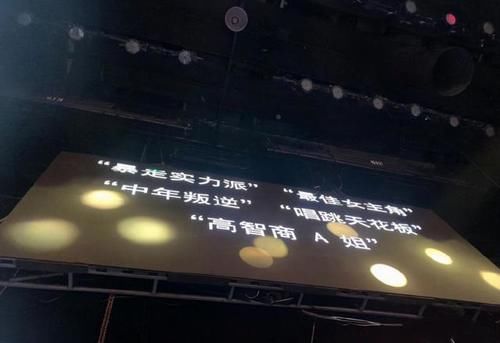 “暴走实力派” “最佳女主角”
“中年叛逆” “唱跳天花板”
“高智商 A 姐”